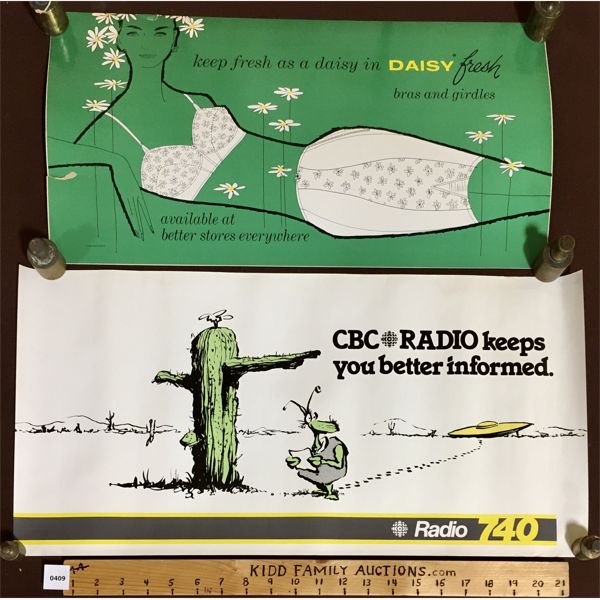 keep fresh as a daisy in DAISY fresh
bras and girdles
available at
better stores everywhere
CBC RADIO keeps
you better informed.
Radio 740
KIDD FAMILY AUCTIONS.com
0409
2 3 4 5 6 7 8 9 10 11 12 13 14 15 16 17 18 19 20 21